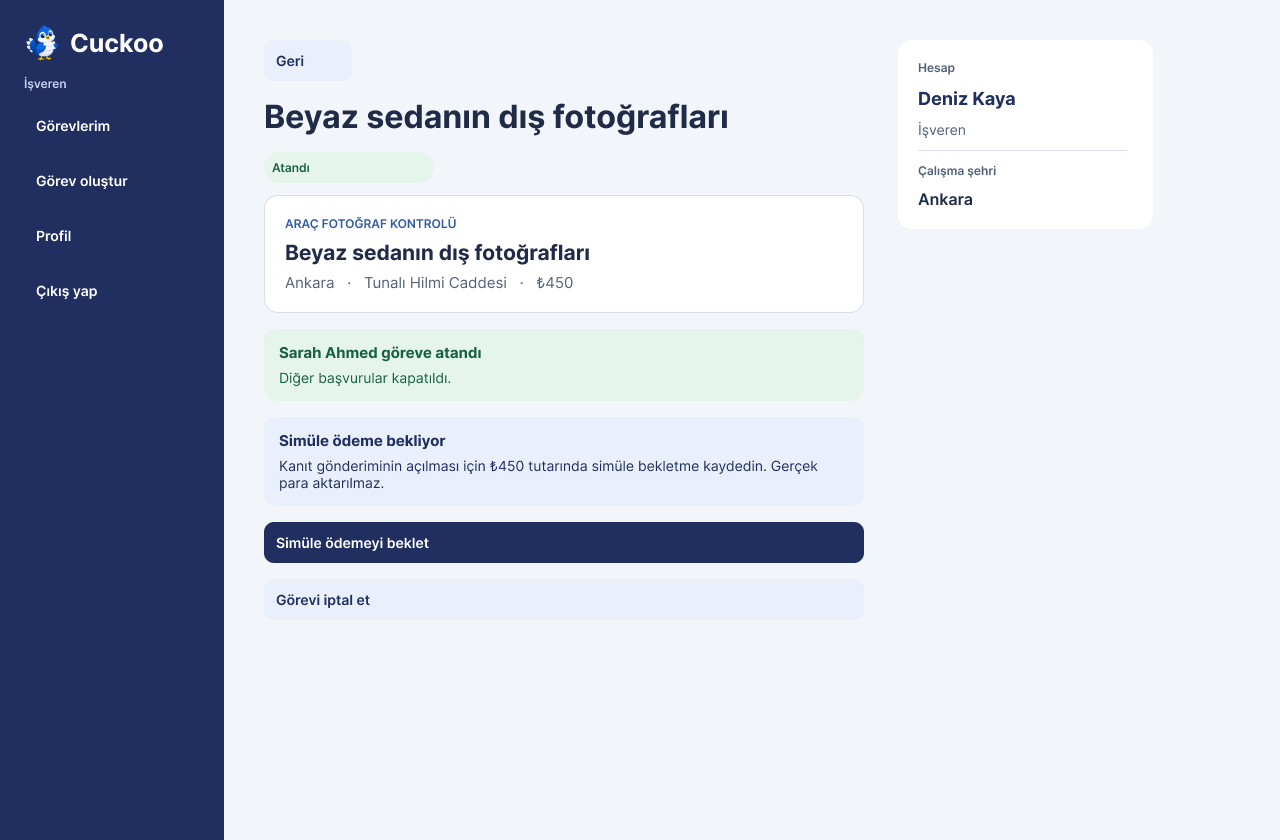 Cuckoo
İşveren
Görevlerim
Görev oluştur
Profil
Çıkış yap
Geri
Beyaz sedanın dış fotoğrafları
Atandı
ARAÇ FOTOĞRAF KONTROLÜ
Beyaz sedanın dış fotoğrafları
Ankara · Tunalı Hilmi Caddesi · ₺450
Sarah Ahmed göreve atandı
Diğer başvurular kapatıldı.
Simüle ödeme bekliyor
Kanıt gönderiminin açılması için ₺450 tutarında simüle bekletme kaydedin. Gerçek
para aktarılmaz.
Simüle ödemeyi beklet
Görevi iptal et
Hesap
Deniz Kaya
İşveren
Çalışma şehri
Ankara